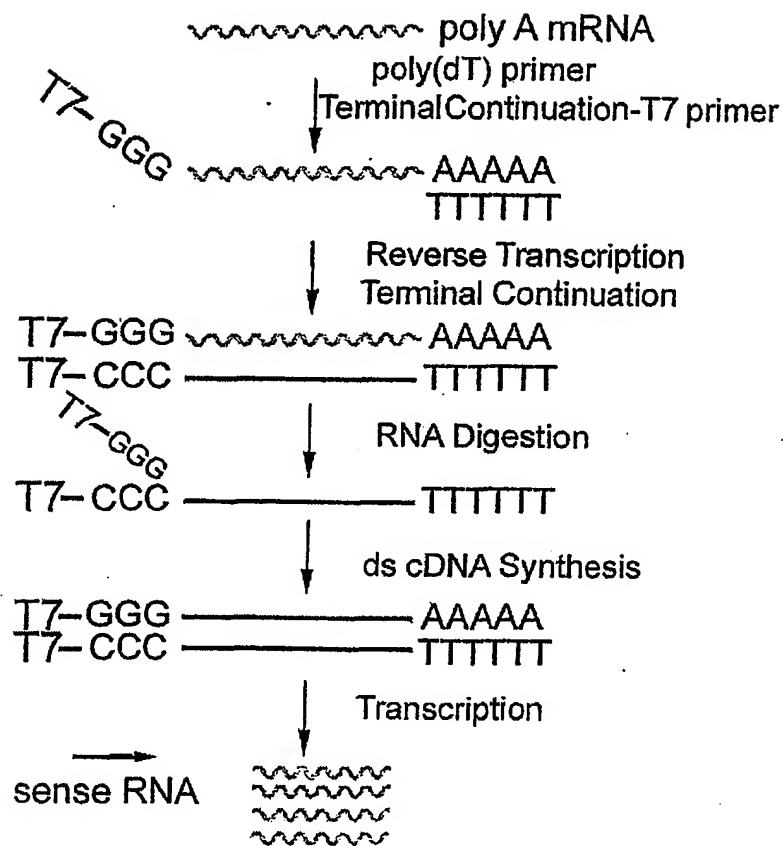 poly A mRNA
poly(dT) primer
Terminal Continuation-T7 primer
T7-GGG
AAAAA
TTTTTT
Reverse Transcription
Terminal Continuation
T7-GGG AAAAA
T7-CCC TTTTTT
T7-GGG
RNA Digestion
T7-CCC TTTTTT
ds cDNA Synthesis
T7-GGG AAAAA
T7-CCC TTTTTT
Transcription
sense RNA